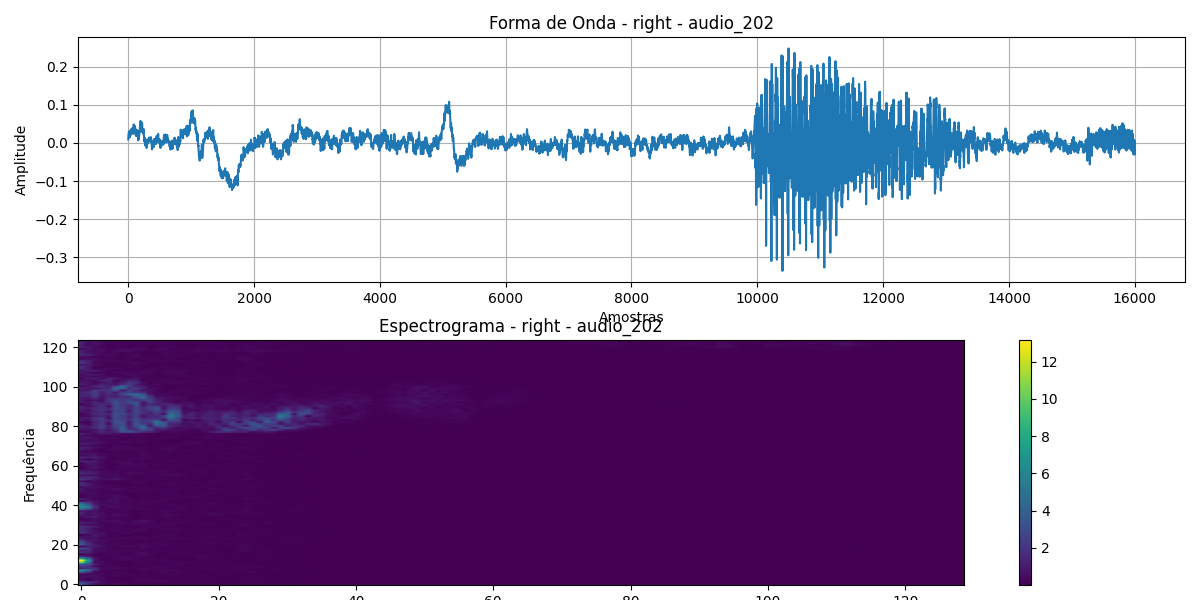 Forma de Onda - right - audio_202
Amplitude
0.2
0.1
0.0
−0.1
−0.2
−0.3
0 2000 4000 6000 8000 10000 12000 14000 16000
Amostras
Espectrograma - right - audio_202
Frequência
120
100
80
60
40
20
0
0 20 40 60 80 100 120
12
10
8
6
4
2